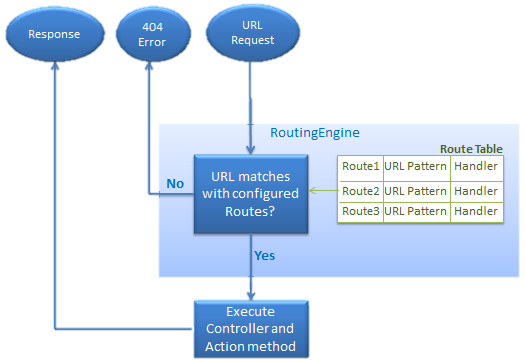 Response
404
Error
URL
Request
RoutingEngine
Route Table
URL matches
with configured
Routes?
Route1 URL Pattern Handler
Route2 URL Pattern Handler
Route3 URL Pattern Handler
No
Yes
Execute
Controller and
Action method